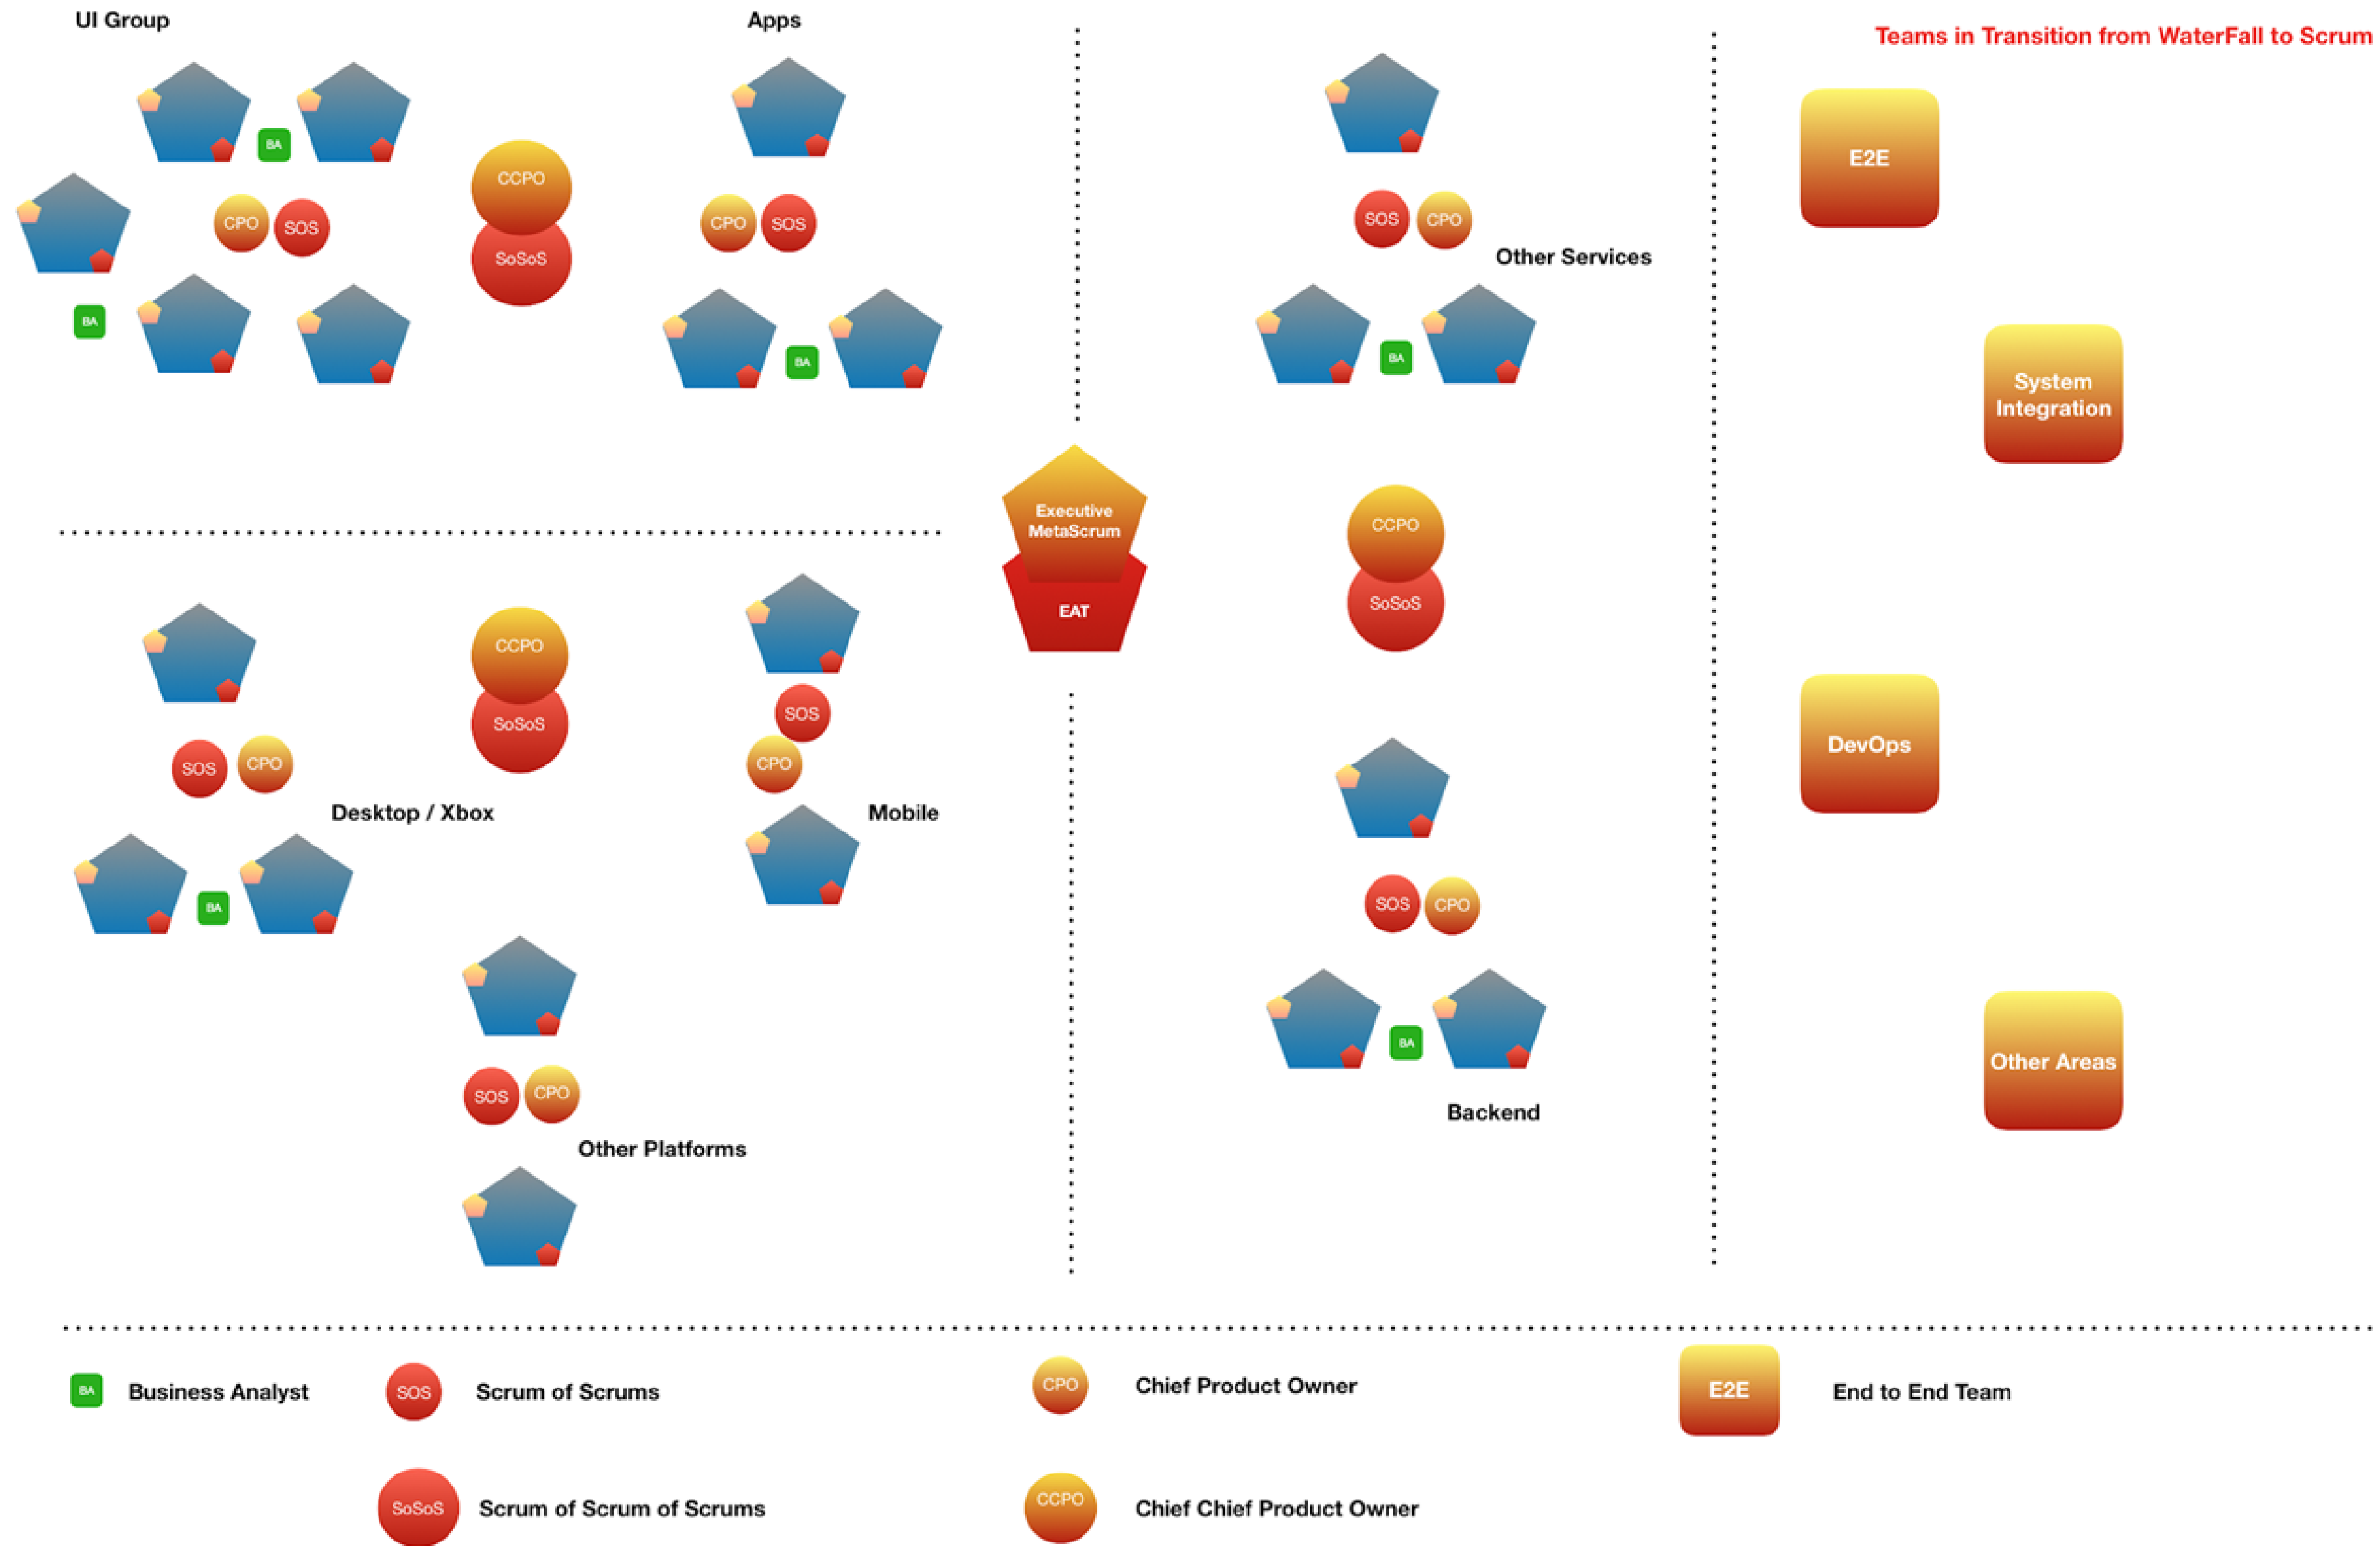 UI Group
Apps
Teams in Transition from WaterFall to Scrum
BA
CPO
SOS
BA
CCPO
SoSoS
CPO
SOS
BA
SOS
CPO
Other Services
BA
E2E
System
Integration
Executive
MetaScrum
EAT
CCPO
SoSoS
CCPO
SoSoS
SOS
CPO
Desktop / Xbox
BA
SOS
CPO
Mobile
SOS
CPO
Other Platforms
SOS
CPO
BA
Backend
DevOps
Other Areas
BA
Business Analyst
SOS
Scrum of Scrums
CPO
Chief Product Owner
E2E
End to End Team
SoSoS
Scrum of Scrum of Scrums
CCPO
Chief Chief Product Owner